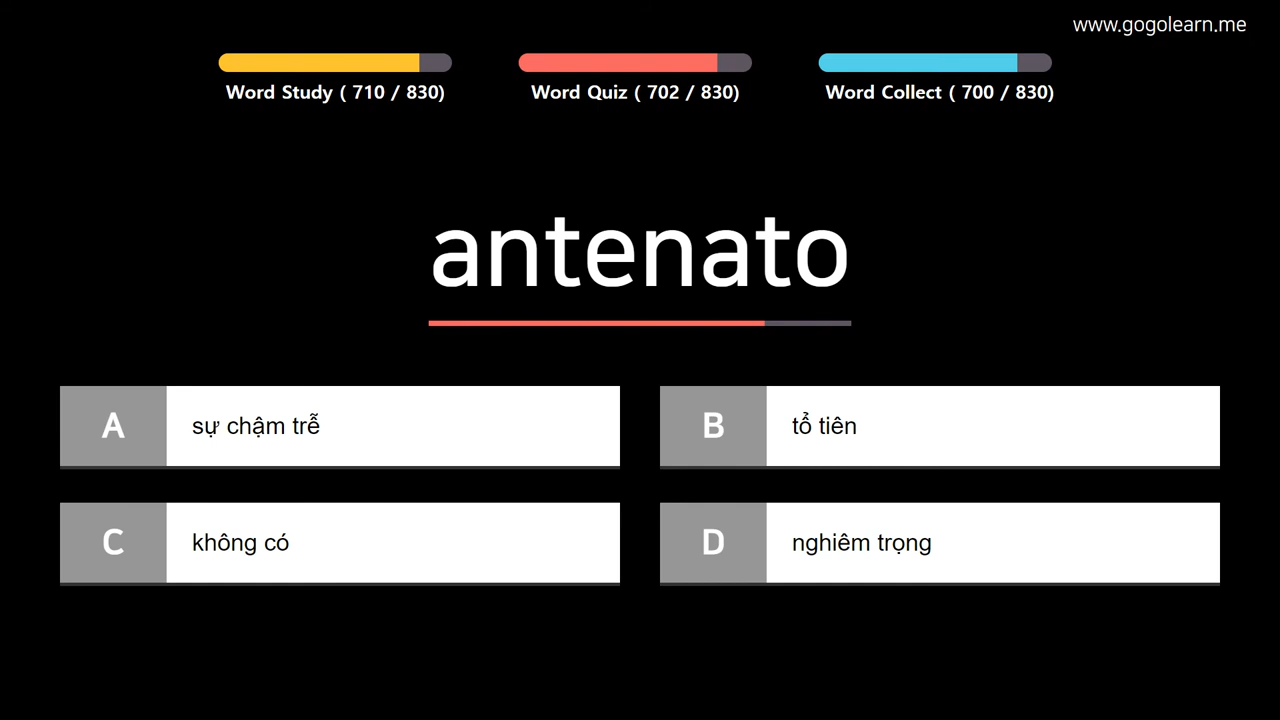 www.gogolearn.me
Word Study ( 710 / 830)
Word Quiz ( 702 / 830)
Word Collect ( 700 / 830)
antenato
A sự chậm trễ
B tổ tiên
C không có
D nghiêm trọng